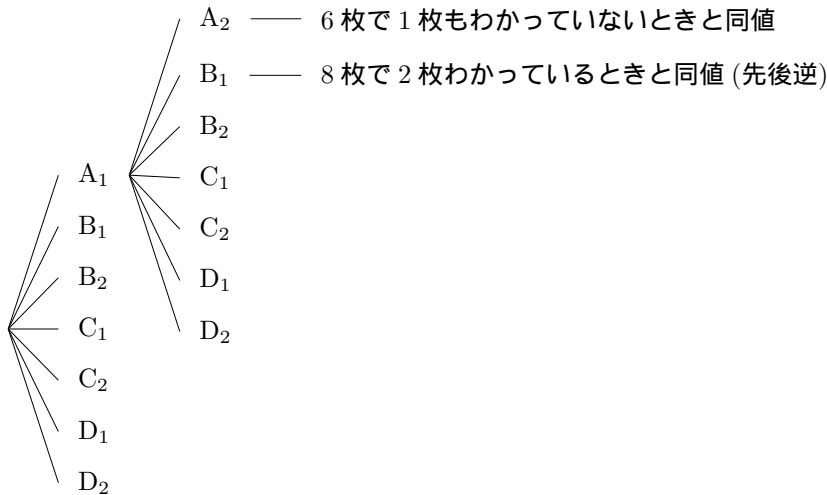 A₂ 6 枚で 1 枚もわかっていないときと同値
B₁ 8 枚で 2 枚わかっているときと同値 (先後逆)
B₂
A₁ C₁
B₁ C₂
B₂ D₁
C₁ D₂
C₂
D₁
D₂